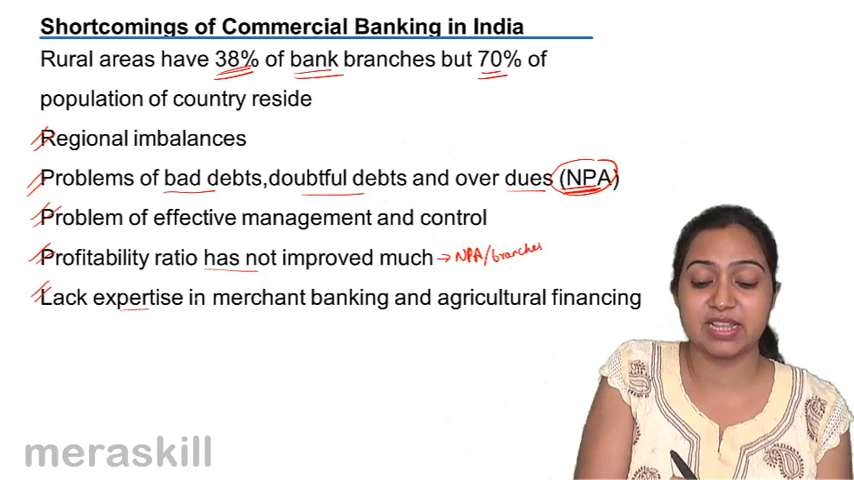 Shortcomings of Commercial Banking in India
Rural areas have 38% of bank branches but 70% of
population of country reside
Regional imbalances
Problems of bad debts,doubtful debts and over dues (NPA)
Problem of effective management and control
Profitability ratio has not improved much → NPA/branches
Lack expertise in merchant banking and agricultural financing
meraskill